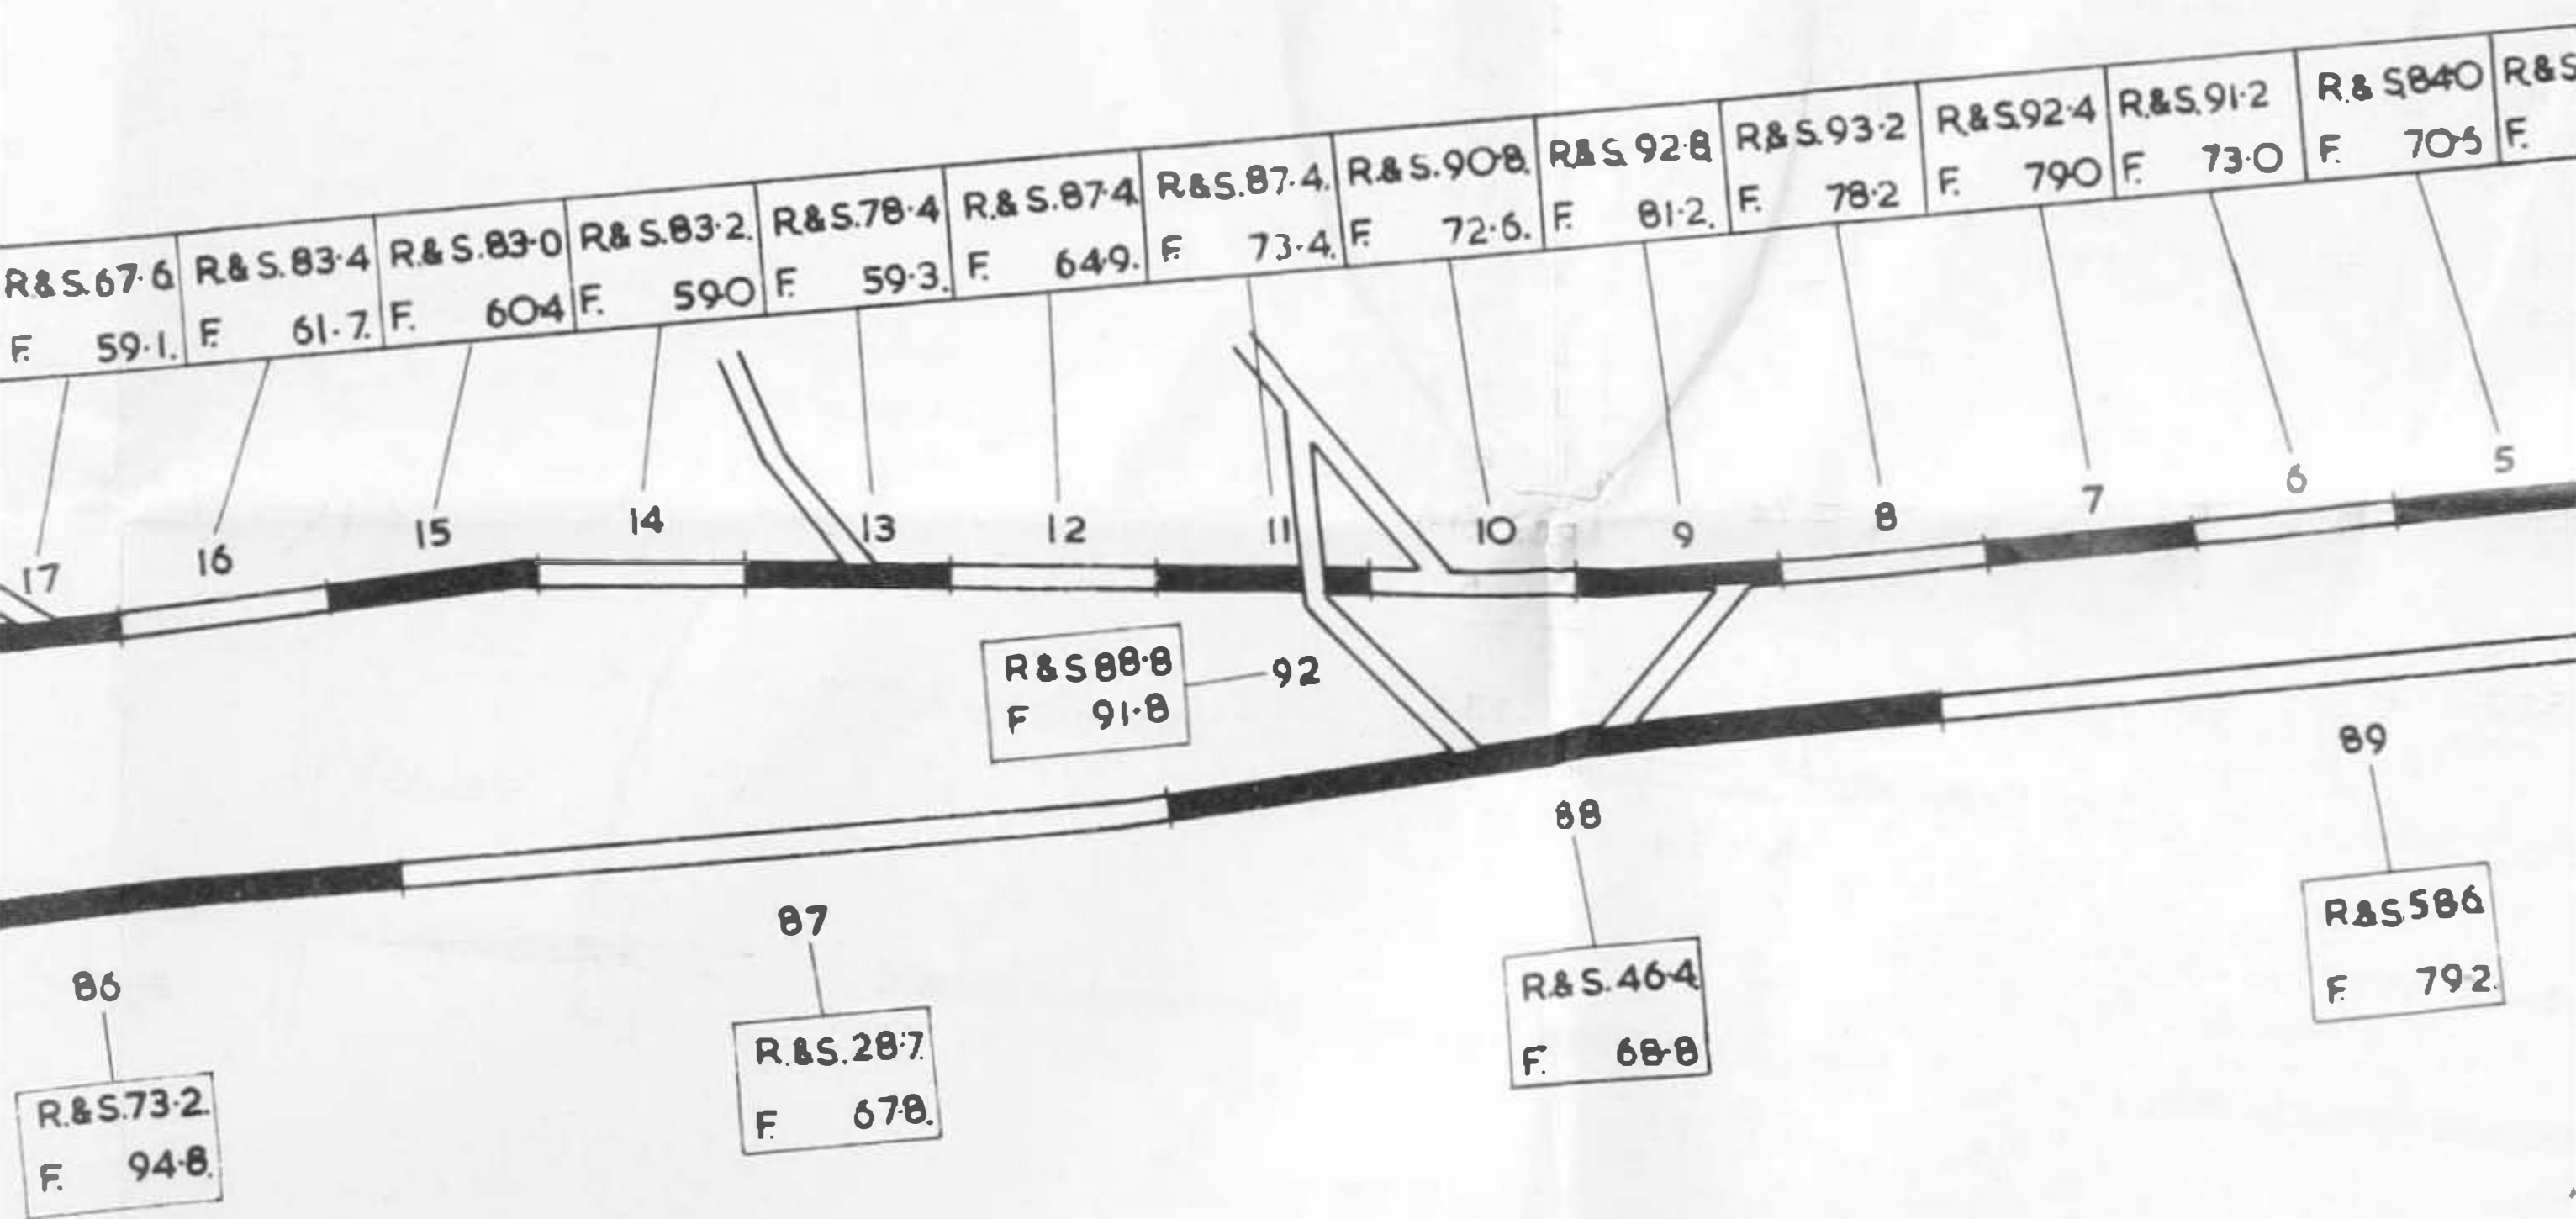 R&S.67·6
F. 59·1.
R&S.83·4
F. 61·7.
R&S.83·0
F. 60·4
R&S.83·2.
F. 59·0
R&S.78·4
F. 59·3.
R.&S.87·4
F. 64·9.
R&S.87·4.
F. 73·4.
R.&S.90·8.
F. 72·6.
R&S 92·8
F. 81·2.
R&S.93·2
F. 78·2
R.&S.92·4
F. 79·0
R.&S.91·2
F. 73·0
R.& S.84·0
F. 70·5
R&S
F.
17 16 15 14 13 12 11 10 9 8 7 6 5
R&S 88·8
F 91·8
92
86
87
88
89
R.&S.73·2.
F. 94·8.
R.&S.28·7.
F. 67·8.
R.&S.46·4
F. 68·8
R&S.58·6
F. 79·2.